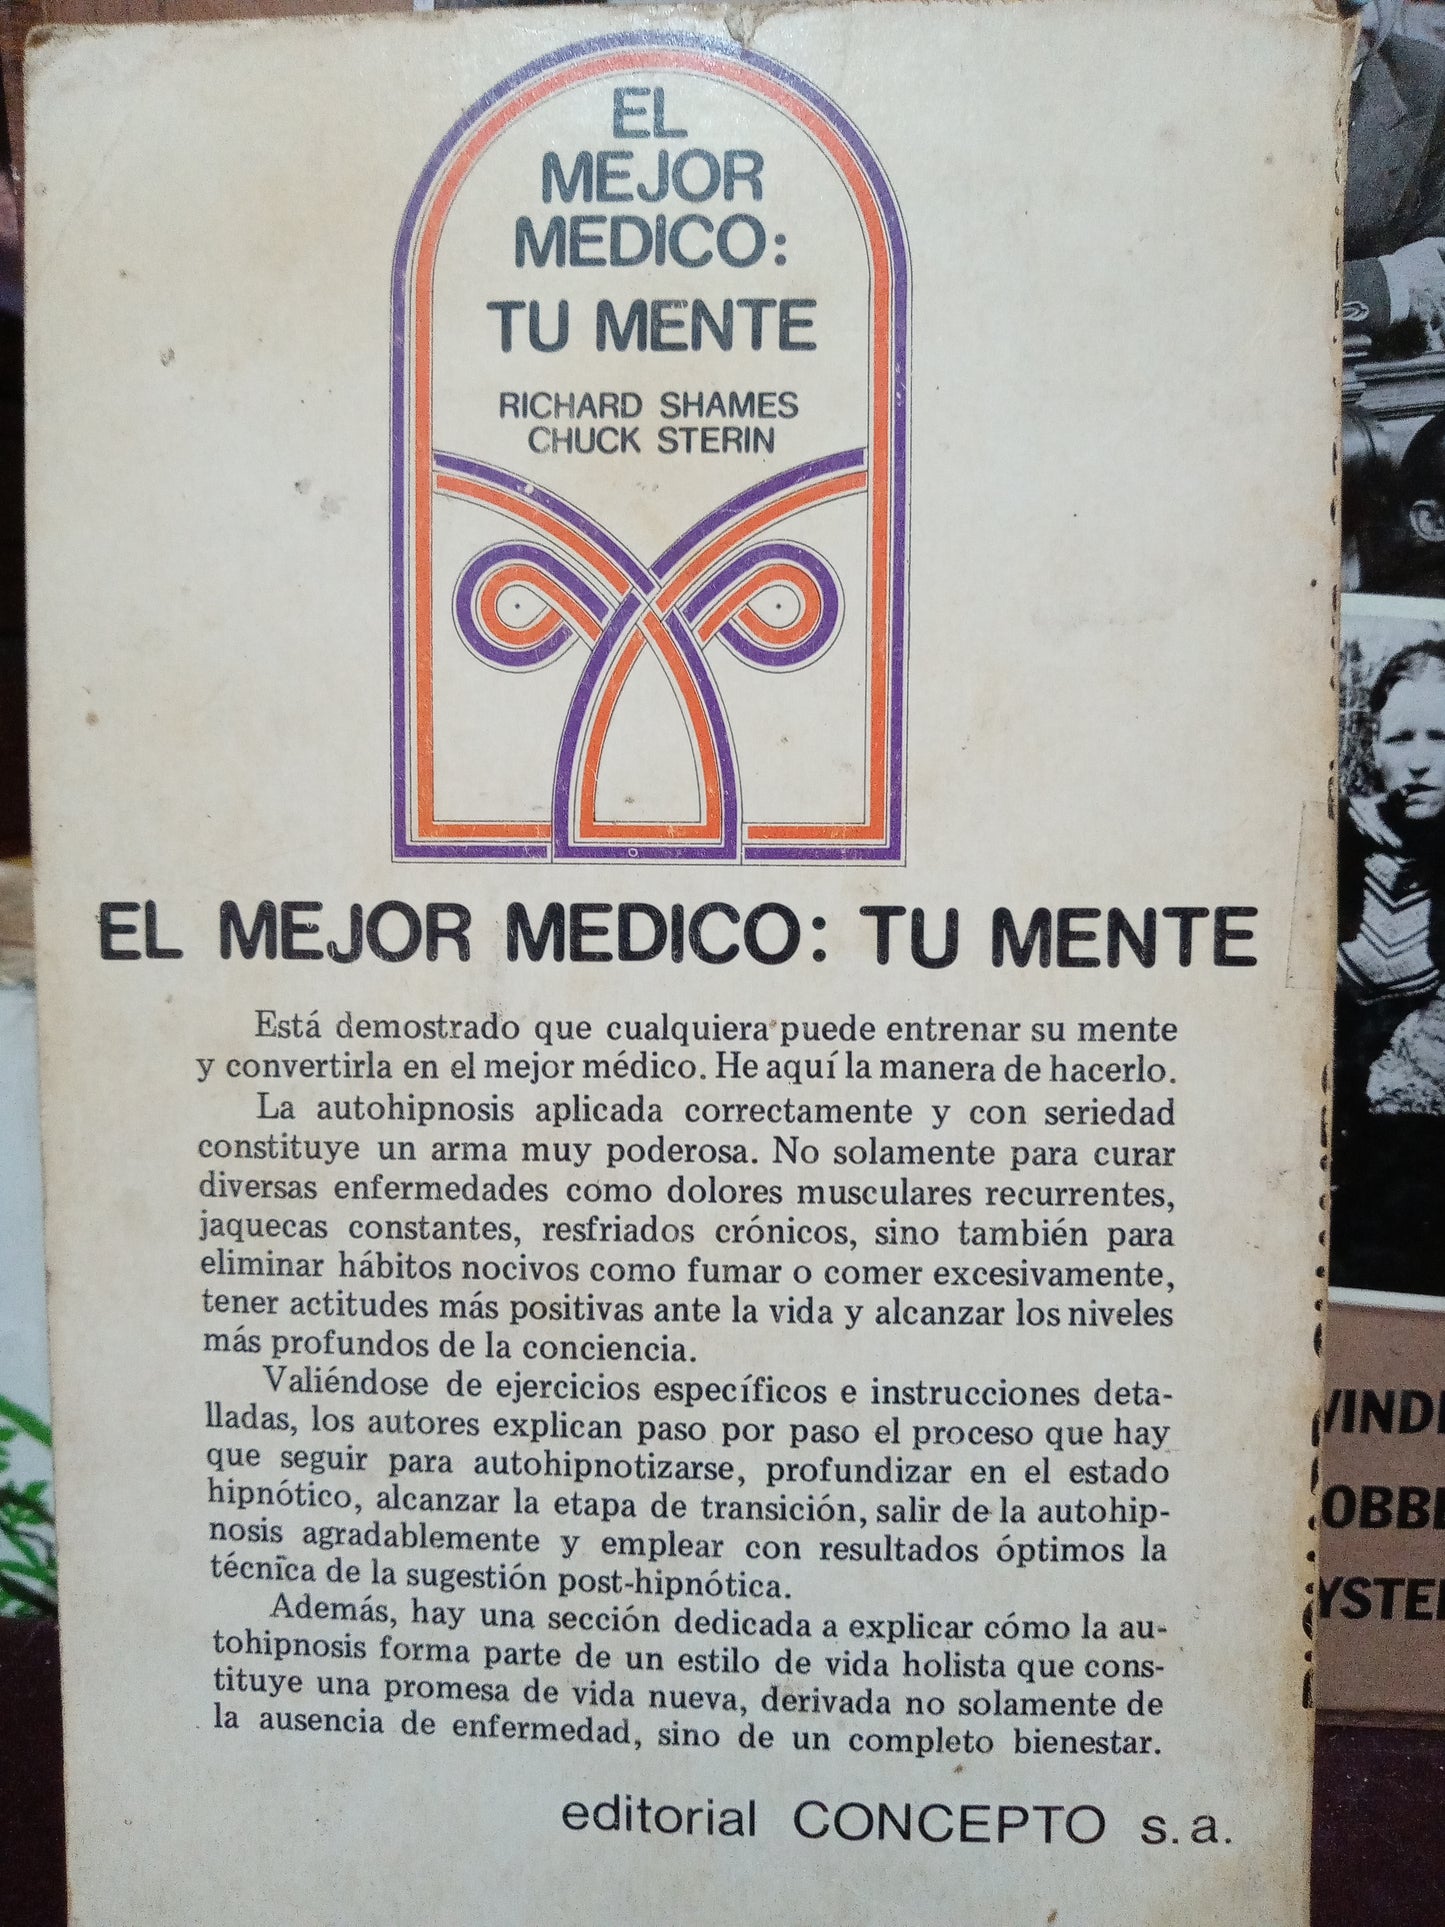 EL
MEJOR
MEDICO:
TU MENTE
RICHARD SHAMES
CHUCK STERIN
EL MEJOR MEDICO: TU MENTE
Está demostrado que cualquiera puede entrenar su mente
y convertirla en el mejor médico. He aquí la manera de hacerlo.
La autohipnosis aplicada correctamente y con seriedad
constituye un arma muy poderosa. No solamente para curar
diversas enfermedades como dolores musculares recurrentes,
jaquecas constantes, resfriados crónicos, sino también para
eliminar hábitos nocivos como fumar o comer excesivamente,
tener actitudes más positivas ante la vida y alcanzar los niveles
más profundos de la conciencia.
Valiéndose de ejercicios específicos e instrucciones deta-
lladas, los autores explican paso por paso el proceso que hay
que seguir para autohipnotizarse, profundizar en el estado
hipnótico, alcanzar la etapa de transición, salir de la autohip-
nosis agradablemente y emplear con resultados óptimos la
técnica de la sugestión post-hipnótica.
Además, hay una sección dedicada a explicar cómo la au-
tohipnosis forma parte de un estilo de vida holista que cons-
tituye una promesa de vida nueva, derivada no solamente de
la ausencia de enfermedad, sino de un completo bienestar.
editorial CONCEPTO s.a.